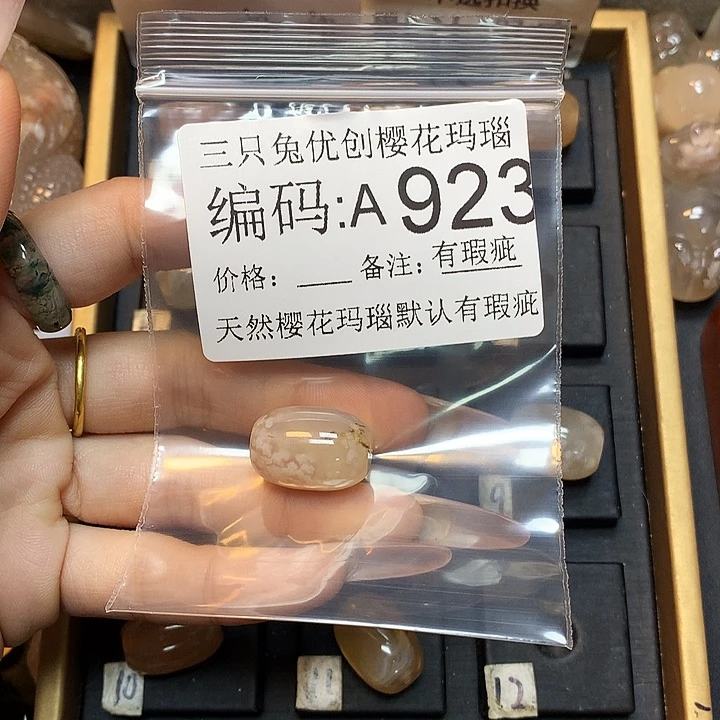 三只兔优创樱花玛瑙
编码:A923
价格：___ 备注：有瑕疵
天然樱花玛瑙默认有瑕疵
9
10
11
12